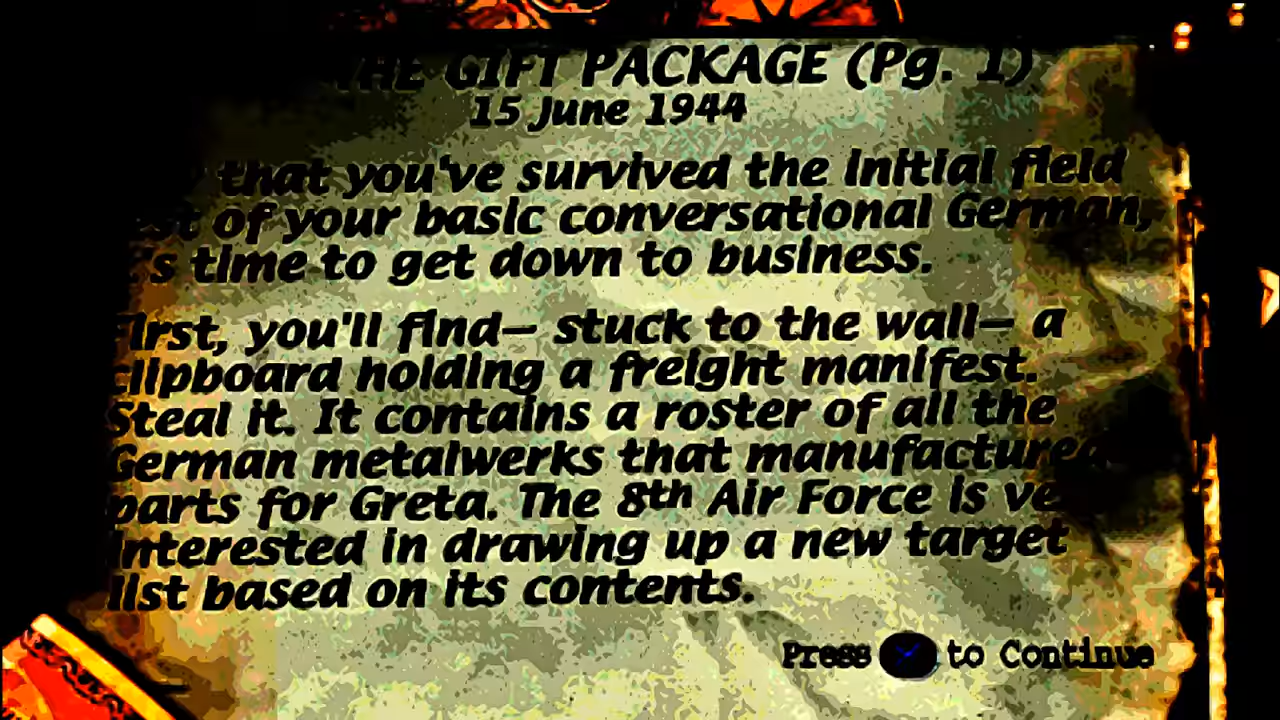 THE GIFT PACKAGE (Pg. 1)
15 June 1944
that you've survived the initial field
of your basic conversational German,
time to get down to business.
First, you'll find— stuck to the wall— a
clipboard holding a freight manifest.
Steal it. It contains a roster of all the
German metalwerks that manufactured
parts for Greta. The 8th Air Force is
interested in drawing up a new target
list based on its contents.
Press X to Continue